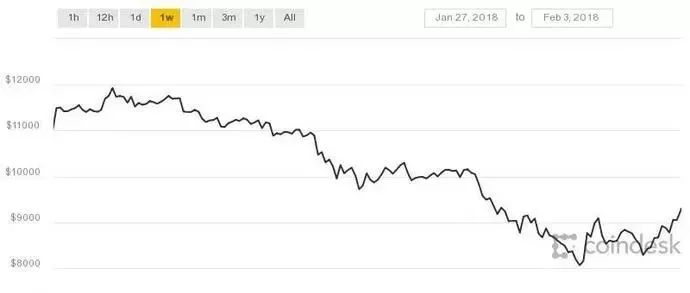 1h 12h 1d 1w 1m 3m 1y All Jan 27, 2018 to Feb 3, 2018
$12000
$11000
$10000
$9000
coindesk
$8000